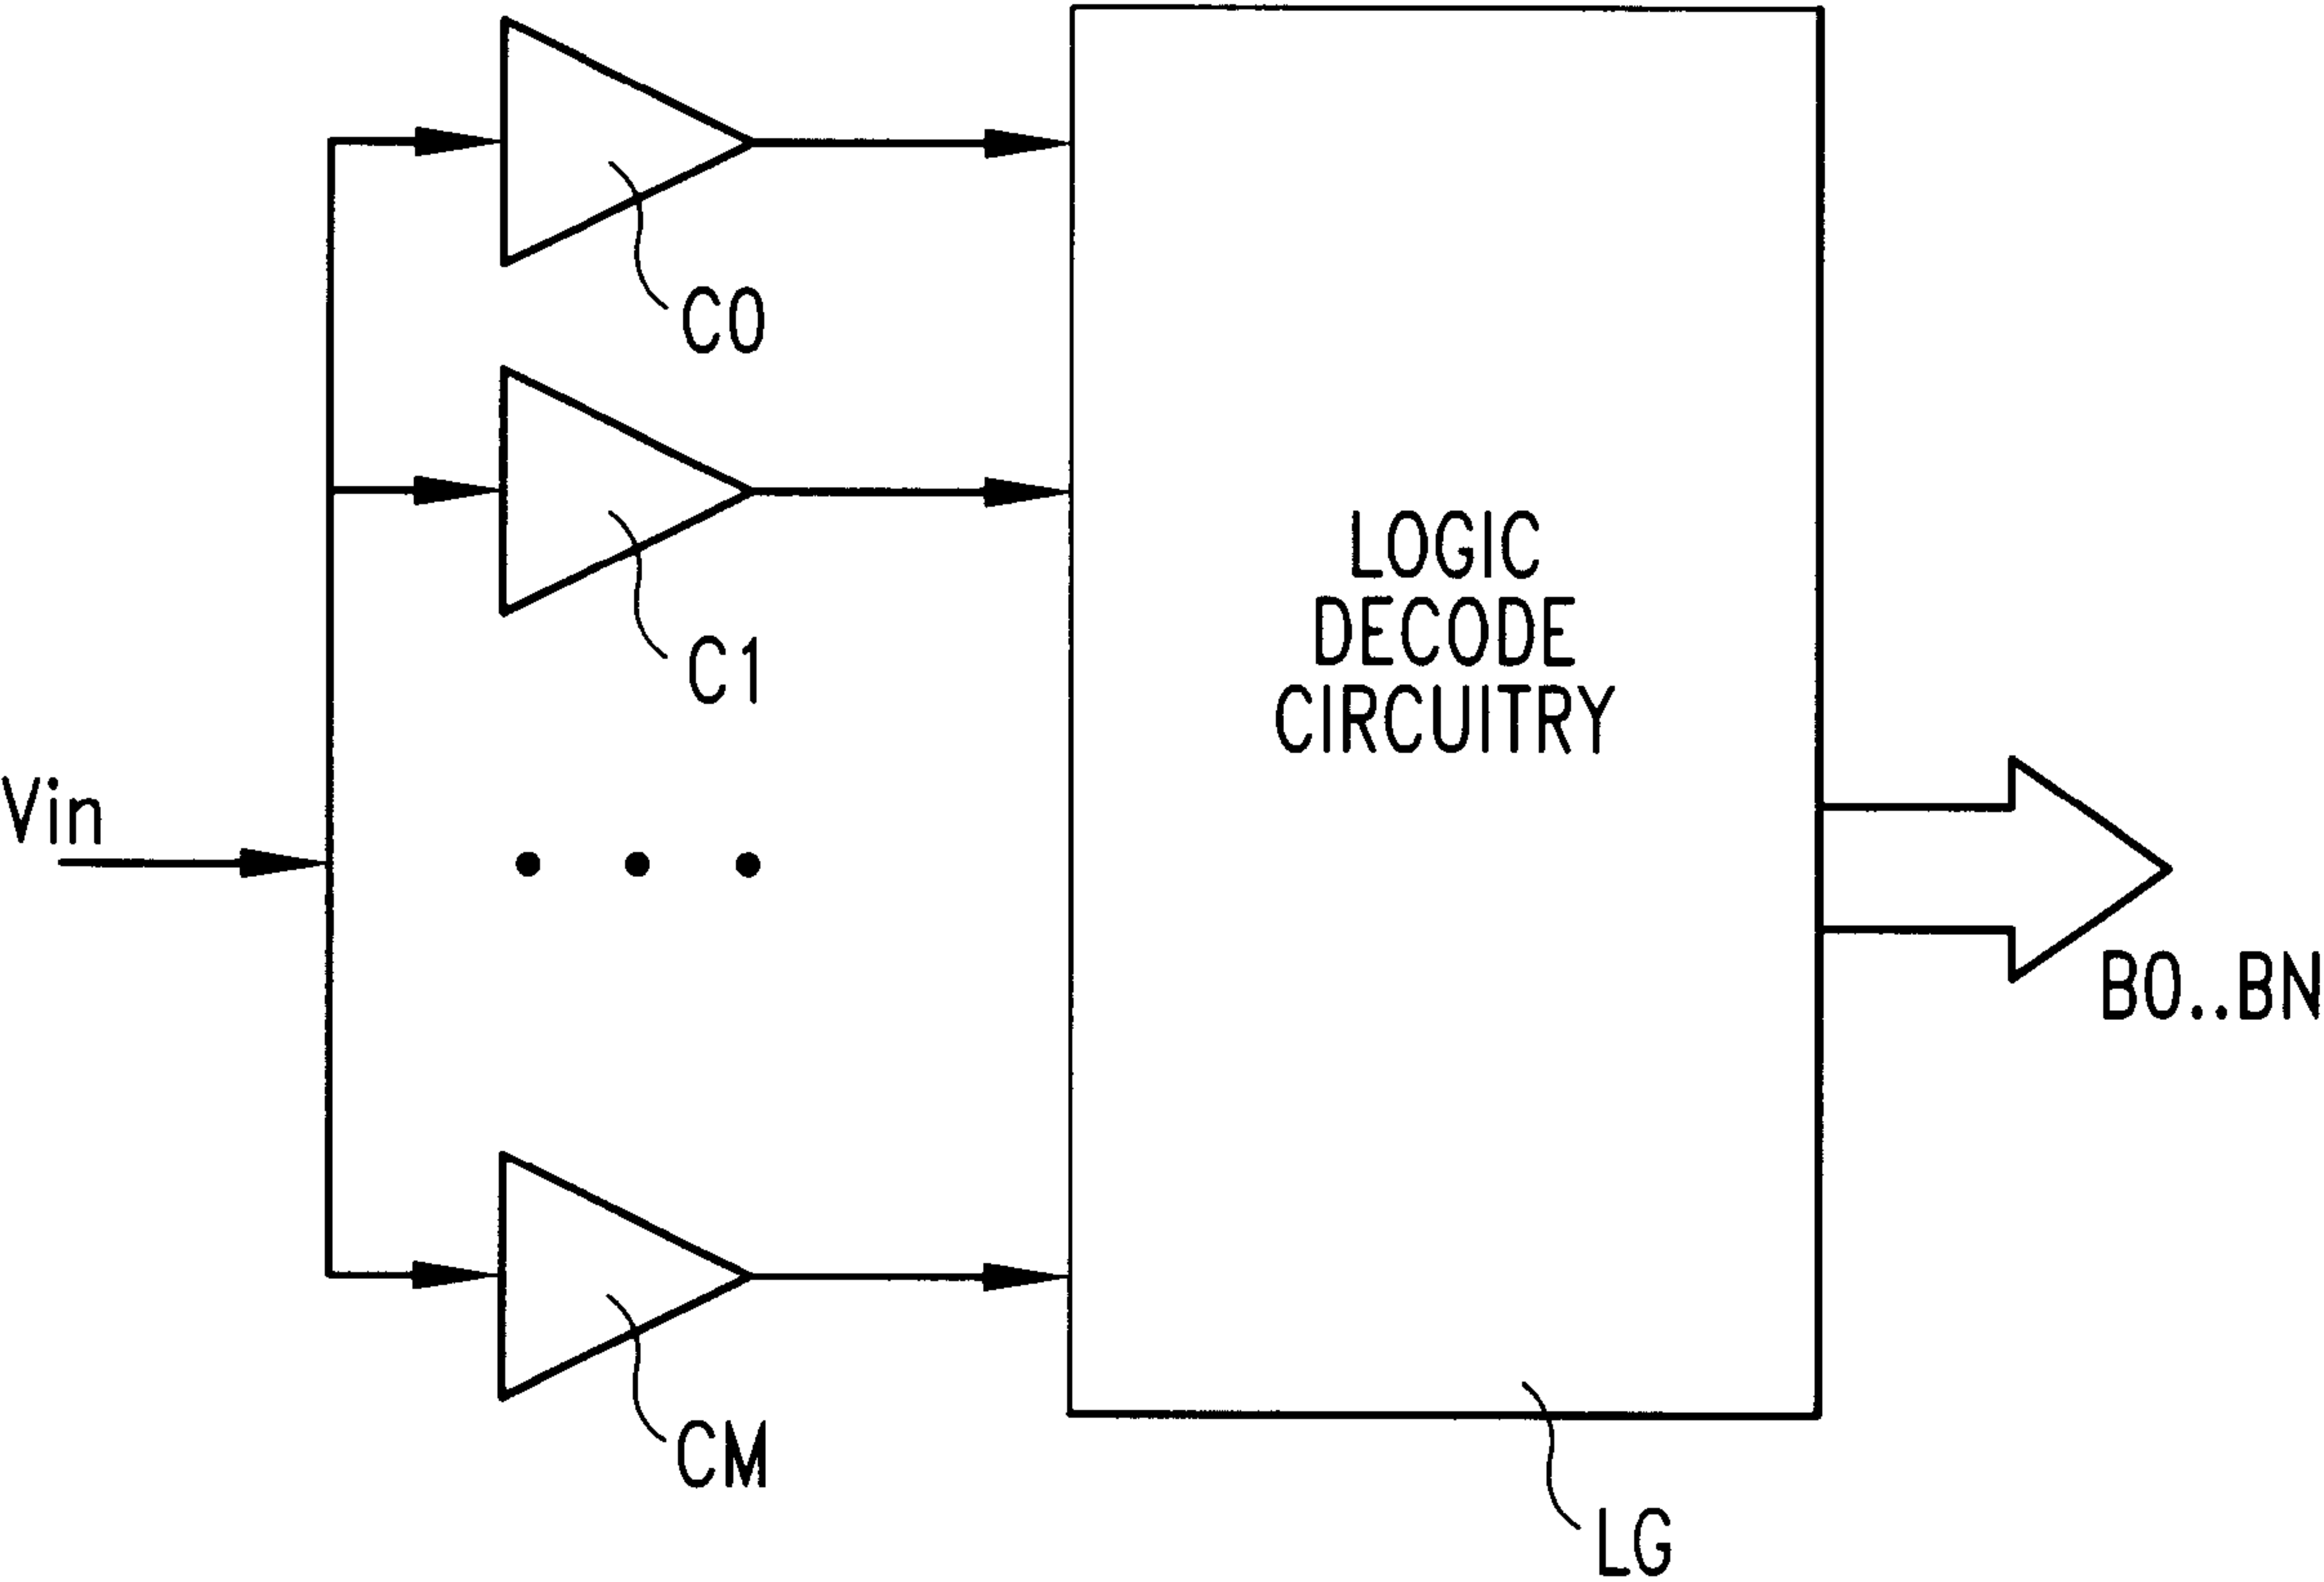 C0
C1
LOGIC
DECODE
CIRCUITRY
Vin
B0..BN
CM
LG